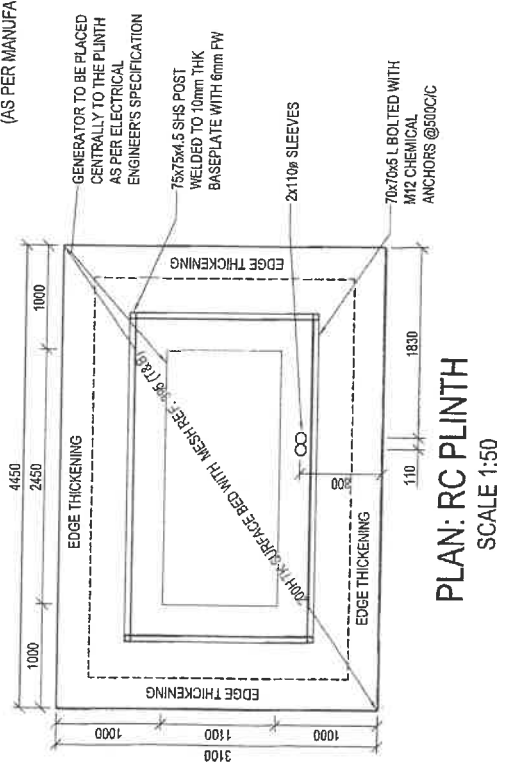 (AS PER MANUFA
GENERATOR TO BE PLACED
CENTRALLY TO THE PLINTH
AS PER ELECTRICAL
ENGINEER'S SPECIFICATION
75x75x4.5 SHS POST
WELDED TO 10mm THK
BASEPLATE WITH 6mm FW
2x110ø SLEEVES
70x70x5 L BOLTED WITH
M12 CHEMICAL
ANCHORS @500C/C
4450
1000
2450
1000
EDGE THICKENING
EDGE THICKENING
EDGE THICKENING
EDGE THICKENING
SURFACE BED WITH MESH REF. 395 (T&B)
1000
1100
1000
3100
110
1830
PLAN: RC PLINTH
SCALE 1:50